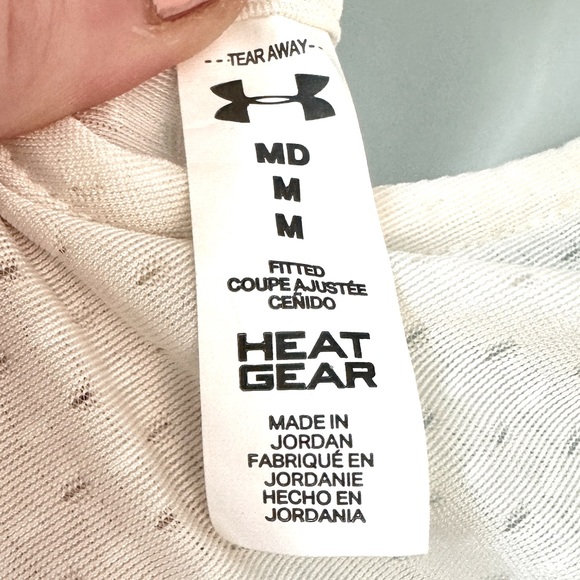 ---TEAR AWAY---
MD
M
M
FITTED
COUPE AJUSTÉE
CEÑIDO
HEAT
GEAR
MADE IN
JORDAN
FABRIQUÉ EN
JORDANIE
HECHO EN
JORDANIA